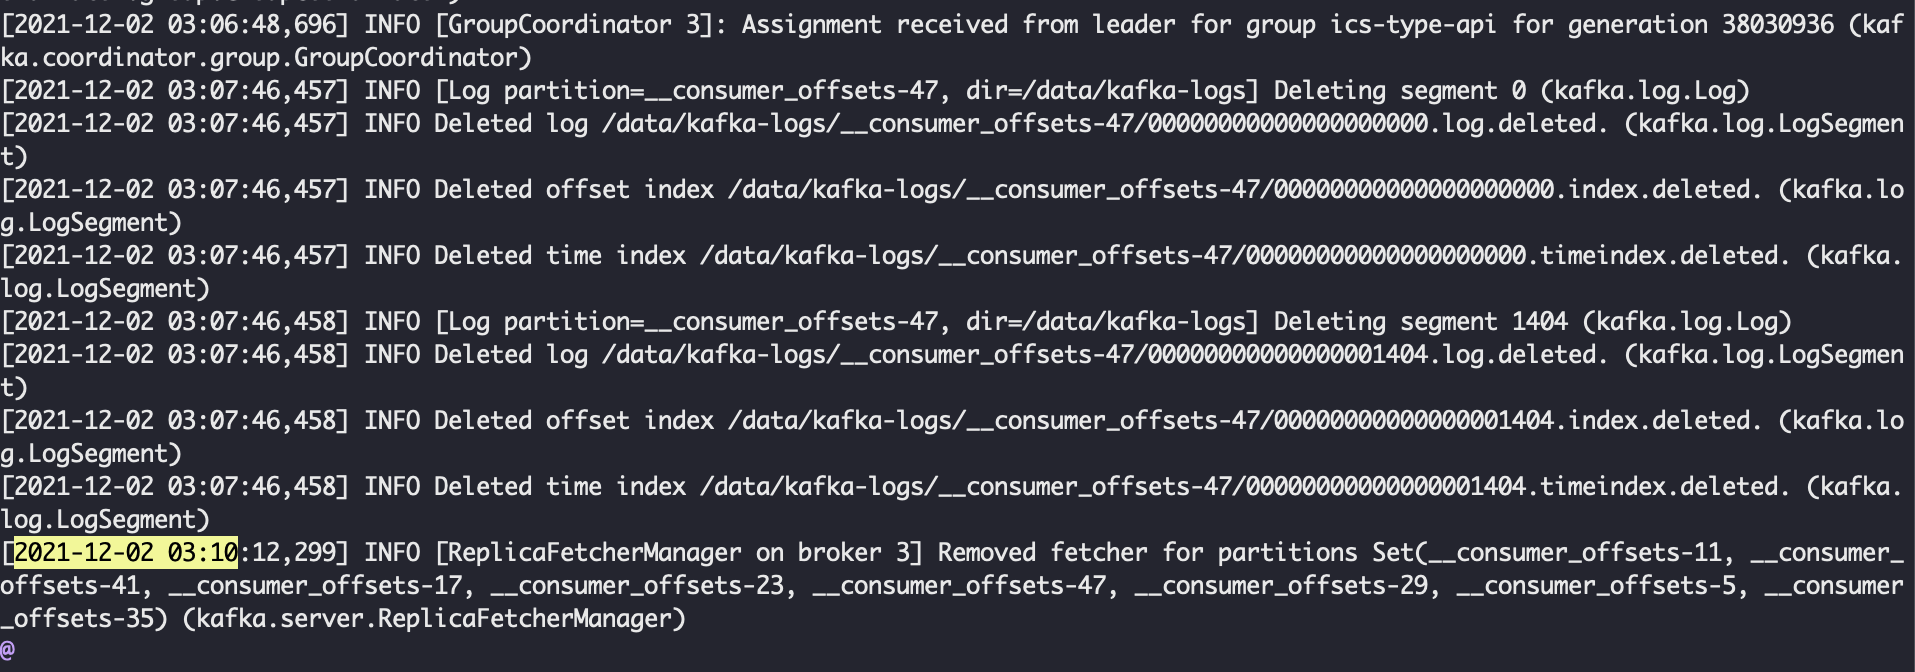 [2021-12-02 03:06:48,696] INFO [GroupCoordinator 3]: Assignment received from leader for group ics-type-api for generation 38030936 (kaf
ka.coordinator.group.GroupCoordinator)
[2021-12-02 03:07:46,457] INFO [Log partition=__consumer_offsets-47, dir=/data/kafka-logs] Deleting segment 0 (kafka.log.Log)
[2021-12-02 03:07:46,457] INFO Deleted log /data/kafka-logs/__consumer_offsets-47/00000000000000000000.log.deleted. (kafka.log.LogSegmen
t)
[2021-12-02 03:07:46,457] INFO Deleted offset index /data/kafka-logs/__consumer_offsets-47/00000000000000000000.index.deleted. (kafka.lo
g.LogSegment)
[2021-12-02 03:07:46,457] INFO Deleted time index /data/kafka-logs/__consumer_offsets-47/00000000000000000000.timeindex.deleted. (kafka.
log.LogSegment)
[2021-12-02 03:07:46,458] INFO [Log partition=__consumer_offsets-47, dir=/data/kafka-logs] Deleting segment 1404 (kafka.log.Log)
[2021-12-02 03:07:46,458] INFO Deleted log /data/kafka-logs/__consumer_offsets-47/00000000000000001404.log.deleted. (kafka.log.LogSegmen
t)
[2021-12-02 03:07:46,458] INFO Deleted offset index /data/kafka-logs/__consumer_offsets-47/00000000000000001404.index.deleted. (kafka.lo
g.LogSegment)
[2021-12-02 03:07:46,458] INFO Deleted time index /data/kafka-logs/__consumer_offsets-47/00000000000000001404.timeindex.deleted. (kafka.
log.LogSegment)
[2021-12-02 03:10:12,299] INFO [ReplicaFetcherManager on broker 3] Removed fetcher for partitions Set(__consumer_offsets-11, __consumer_
offsets-41, __consumer_offsets-17, __consumer_offsets-23, __consumer_offsets-47, __consumer_offsets-29, __consumer_offsets-5, __consumer
_offsets-35) (kafka.server.ReplicaFetcherManager)
@